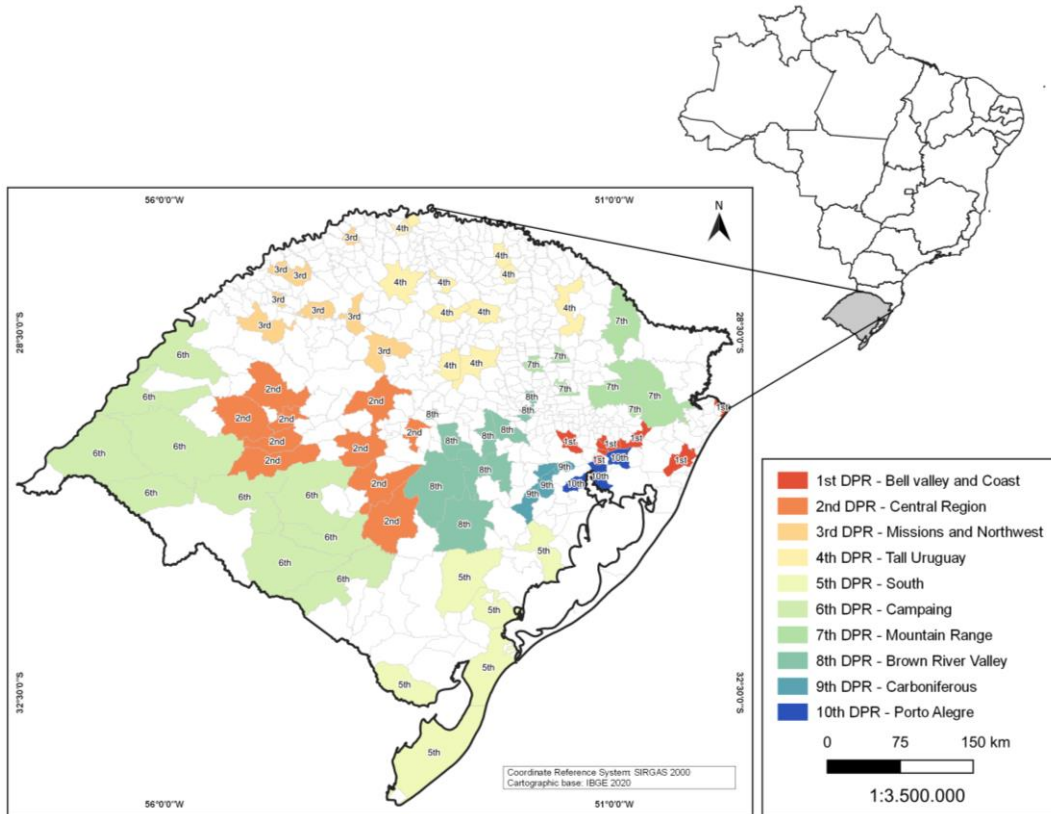 56°0'0"W
51°0'0"W
N
28°30'0"S
28°30'0"S
4th
3rd
4th
3rd
3rd
4th
4th
4th
3rd
3rd
3rd
3rd
4th
4th
4th
7th
6th
3rd
4th
4th
7th
7th
2nd
7th
7th
7th
6th
2nd
8th
8th
7th
1st
2nd
2nd
8th
6th
6th
2nd
2nd
2nd
8th
8th
1st
1st
1st
2nd
8th
9th
1st
10th
1st
6th
6th
6th
2nd
8th
9th
10th
10th
9th
2nd
8th
6th
6th
5th
5th
5th
5th
5th
5th
32°30'0"S
32°30'0"S
Coordinate Reference System: SIRGAS 2000
Cartographic base: IBGE 2020
56°0'0"W
51°0'0"W
1st DPR - Bell valley and Coast
2nd DPR - Central Region
3rd DPR - Missions and Northwest
4th DPR - Tall Uruguay
5th DPR - South
6th DPR - Campaing
7th DPR - Mountain Range
8th DPR - Brown River Valley
9th DPR - Carboniferous
10th DPR - Porto Alegre
0 75 150 km
1:3.500.000